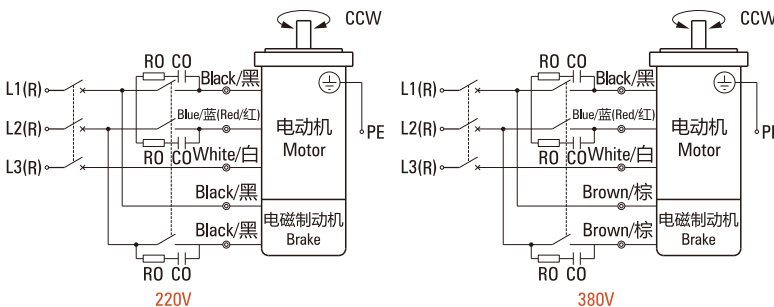 CCW
RO CO
Black/黑
L1(R)
Blue/蓝(Red/红)
L2(R)
电动机
Motor
PE
RO CO
White/白
L3(R)
Black/黑
电磁制动机
Brake
Black/黑
RO CO
220V
CCW
RO CO
Black/黑
L1(R)
Blue/蓝(Red/红)
L2(R)
电动机
Motor
PE
RO CO
White/白
L3(R)
Brown/棕
电磁制动机
Brake
Brown/棕
RO CO
380V